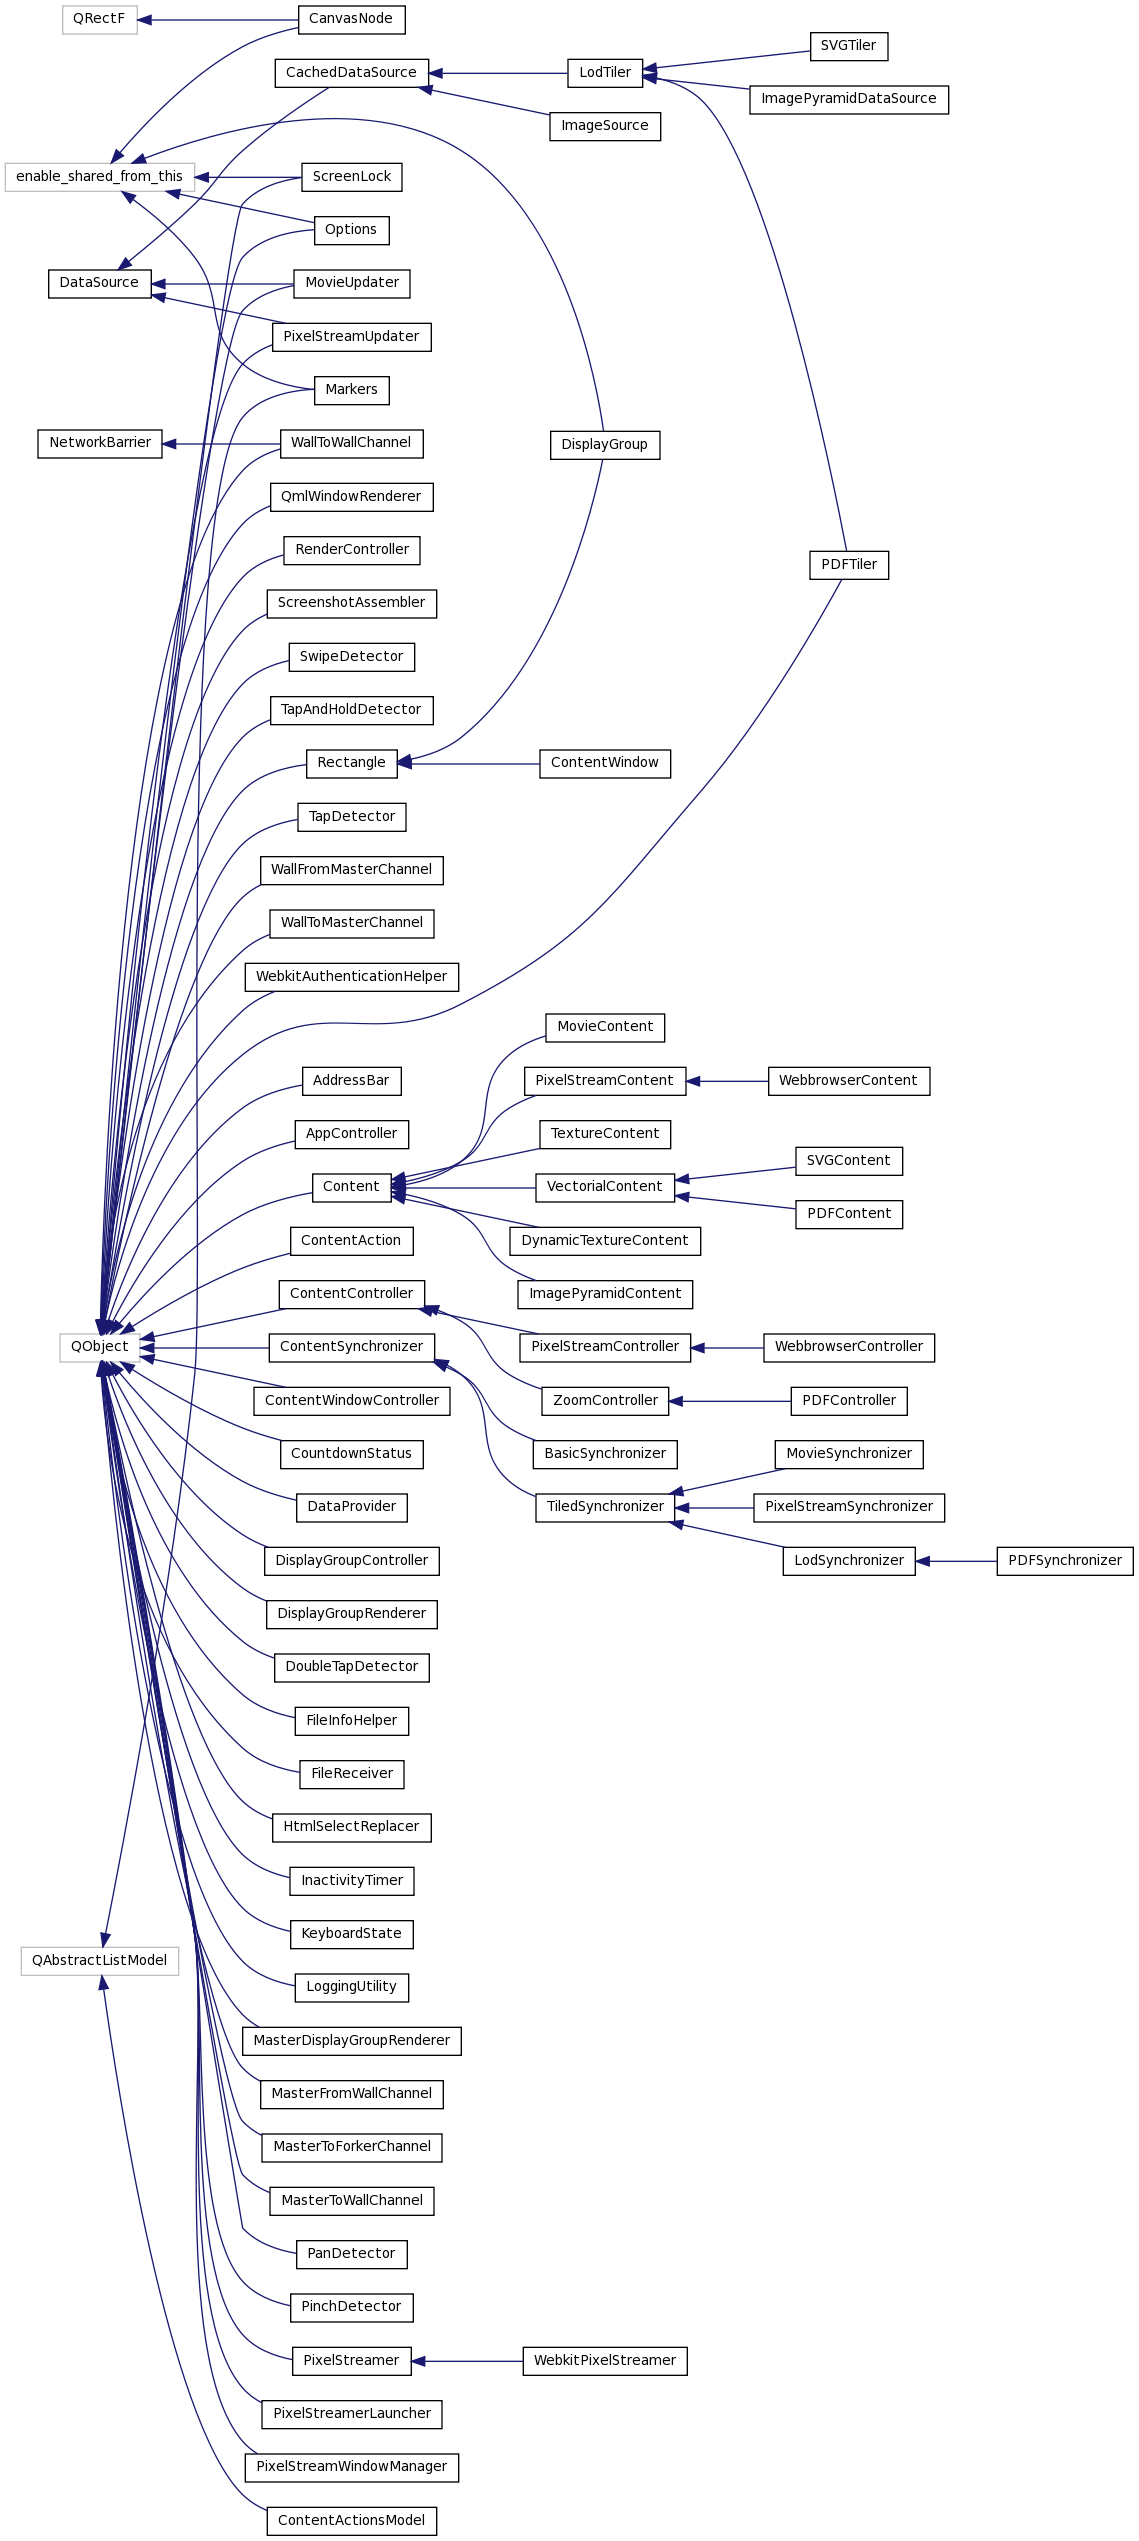 QRectF
CanvasNode
SVGTiler
CachedDataSource
LodTiler
ImagePyramidDataSource
ImageSource
enable_shared_from_this
ScreenLock
Options
DataSource
MovieUpdater
PixelStreamUpdater
Markers
NetworkBarrier
WallToWallChannel
DisplayGroup
QmlWindowRenderer
RenderController
PDFTiler
ScreenshotAssembler
SwipeDetector
TapAndHoldDetector
Rectangle
ContentWindow
TapDetector
WallFromMasterChannel
WallToMasterChannel
WebkitAuthenticationHelper
MovieContent
AddressBar
PixelStreamContent
WebbrowserContent
AppController
TextureContent
SVGContent
Content
VectorialContent
PDFContent
ContentAction
DynamicTextureContent
ContentController
ImagePyramidContent
QObject
ContentSynchronizer
PixelStreamController
WebbrowserController
ContentWindowController
ZoomController
PDFController
CountdownStatus
BasicSynchronizer
MovieSynchronizer
DataProvider
TiledSynchronizer
PixelStreamSynchronizer
DisplayGroupController
LodSynchronizer
PDFSynchronizer
DisplayGroupRenderer
DoubleTapDetector
FileInfoHelper
FileReceiver
HtmlSelectReplacer
InactivityTimer
KeyboardState
QAbstractListModel
LoggingUtility
MasterDisplayGroupRenderer
MasterFromWallChannel
MasterToForkerChannel
MasterToWallChannel
PanDetector
PinchDetector
PixelStreamer
WebkitPixelStreamer
PixelStreamerLauncher
PixelStreamWindowManager
ContentActionsModel